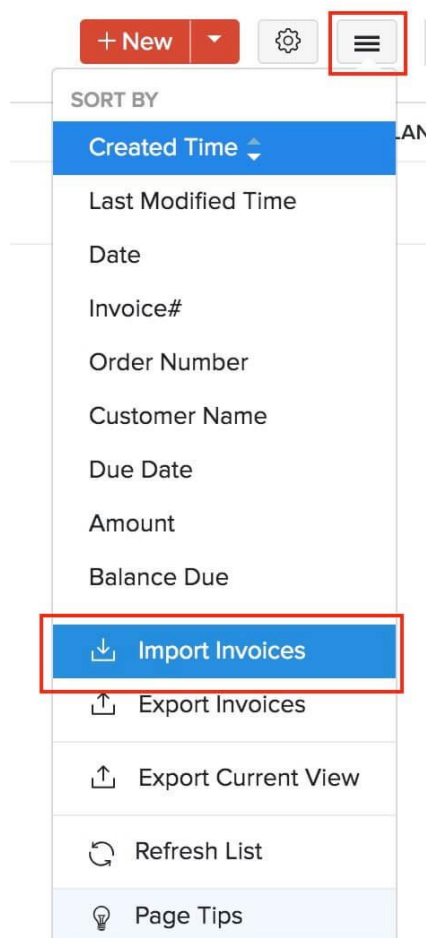 + New
SORT BY
Created Time
LAN
Last Modified Time
Date
Invoice#
Order Number
Customer Name
Due Date
Amount
Balance Due
Import Invoices
Export Invoices
Export Current View
Refresh List
Page Tips